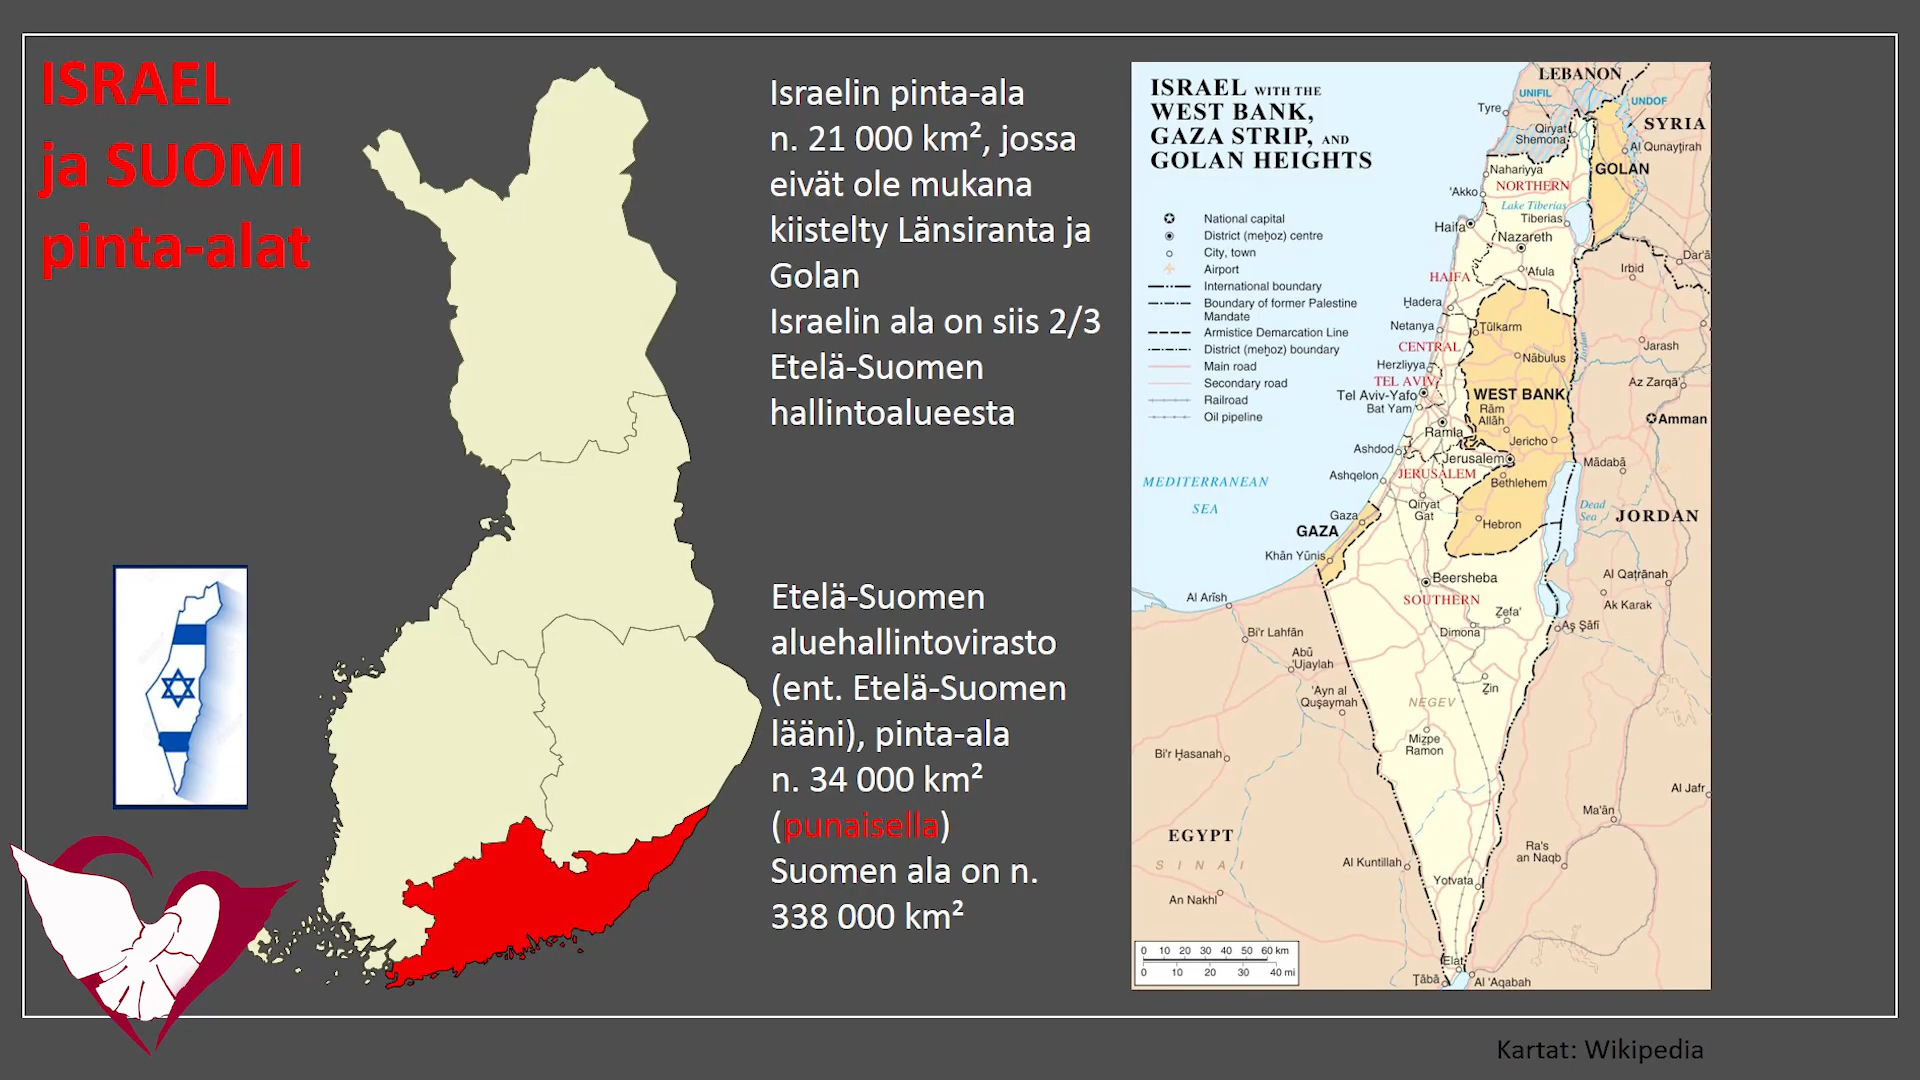 ISRAEL
ja SUOMI
pinta-alat
Israelin pinta-ala
n. 21 000 km², jossa
eivät ole mukana
kiistelty Länsiranta ja
Golan
Israelin ala on siis 2/3
Etelä-Suomen
hallintoalueesta
Etelä-Suomen
aluehallintovirasto
(ent. Etelä-Suomen
lääni), pinta-ala
n. 34 000 km²
(punaisella)
Suomen ala on n.
338 000 km²
ISRAEL WITH THE
WEST BANK,
GAZA STRIP, AND
GOLAN HEIGHTS
National capital
District (meḥoz) centre
City, town
Airport
International boundary
Boundary of former Palestine
Mandate
Armistice Demarcation Line
District (meḥoz) boundary
Main road
Secondary road
Railroad
Oil pipeline
LEBANON
UNIFIL
UNDOF
Tyre
SYRIA
Qiryat
Shemona
Al Qunayṭirah
GOLAN
Nahariyya
NORTHERN
'Akko
Lake Tiberias
Tiberias
Haifa
Nazareth
Dar'ā
Irbid
'Afula
HAIFA
Ḥadera
Netanya
Ṭūlkarm
CENTRAL
Nābulus
Jarash
Herzliyya
TEL AVIV
Az Zarqā'
Tel Aviv-Yafo
WEST BANK
Bat Yam
Rām
Allāh
Amman
Ramla
Jericho
Ashdod
Jerusalem
Mādabā
Ashqelon
JERUSALEM
Bethlehem
MEDITERRANEAN
SEA
Jordan
Qiryat
Gat
Dead
Sea
JORDAN
Gaza
Hebron
GAZA
Khān Yūnis
Beersheba
Al Qaṭrānah
Al Arīsh
SOUTHERN
Ak Karak
Zefa'
Aş Şāfī
Bi'r Lahfān
Dimona
Abū
'Ujaylah
'Ayn al
Quşaymah
Ẕin
NEGEV
Mizpe
Ramon
Bi'r Ḥasanah
Al Jafr
Ma'ān
EGYPT
SINAI
Ra's
an Naqb
Al Kuntillah
Yotvata
An Nakhl
0 10 20 30 40 50 60 km
0 10 20 30 40 mi
Elat
Ṭābā
Al 'Aqabah
Kartat: Wikipedia